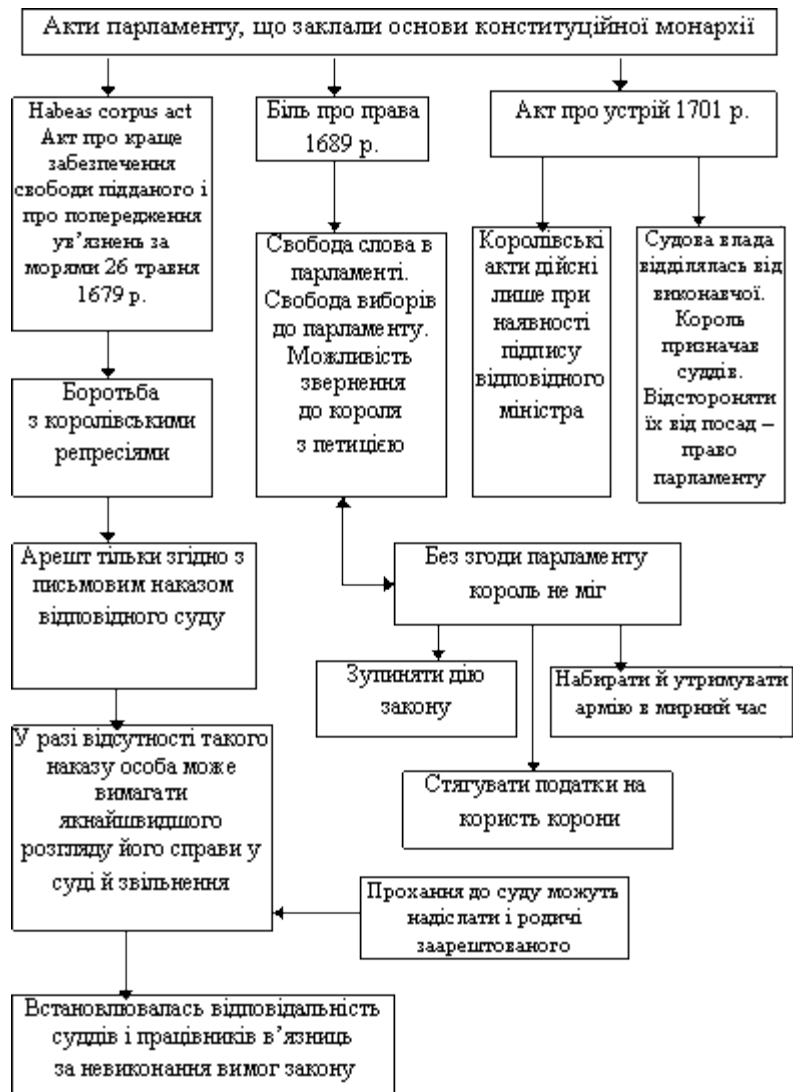 Акти парламенту, що заклали основи конституційної монархії
Habeas corpus act
Акт про краще
забезпечення
свободи підданого і
про попередження
ув’язнень за
морями 26 травня
1679 р.
Біль про права
1689 р.
Акт про устрій 1701 р.
Боротьба
з королівськими
репресіями
Свобода слова в
парламенті.
Свобода виборів
до парламенту.
Можливість
звернення
до короля
з петицією
Королівські
акти дійсні
лише при
наявності
підпису
відповідного
міністра
Судова влада
відділялась від
виконавчої.
Король
призначав
суддів.
Відстороняти
їх від посад –
право
парламенту
Арешт тільки згідно з
письмовим наказом
відповідного суду
Без згоди парламенту
король не міг
Зупиняти дію
закону
Набирати й утримувати
армію в мирний час
Стягувати податки на
користь корони
У разі відсутності такого
наказу особа може
вимагати
якнайшвидшого
розгляду його справи у
суді й звільнення
Прохання до суду можуть
надіслати і родичі
заарештованого
Встановлювалась відповідальність
суддів і працівників в’язниць
за невиконання вимог закону